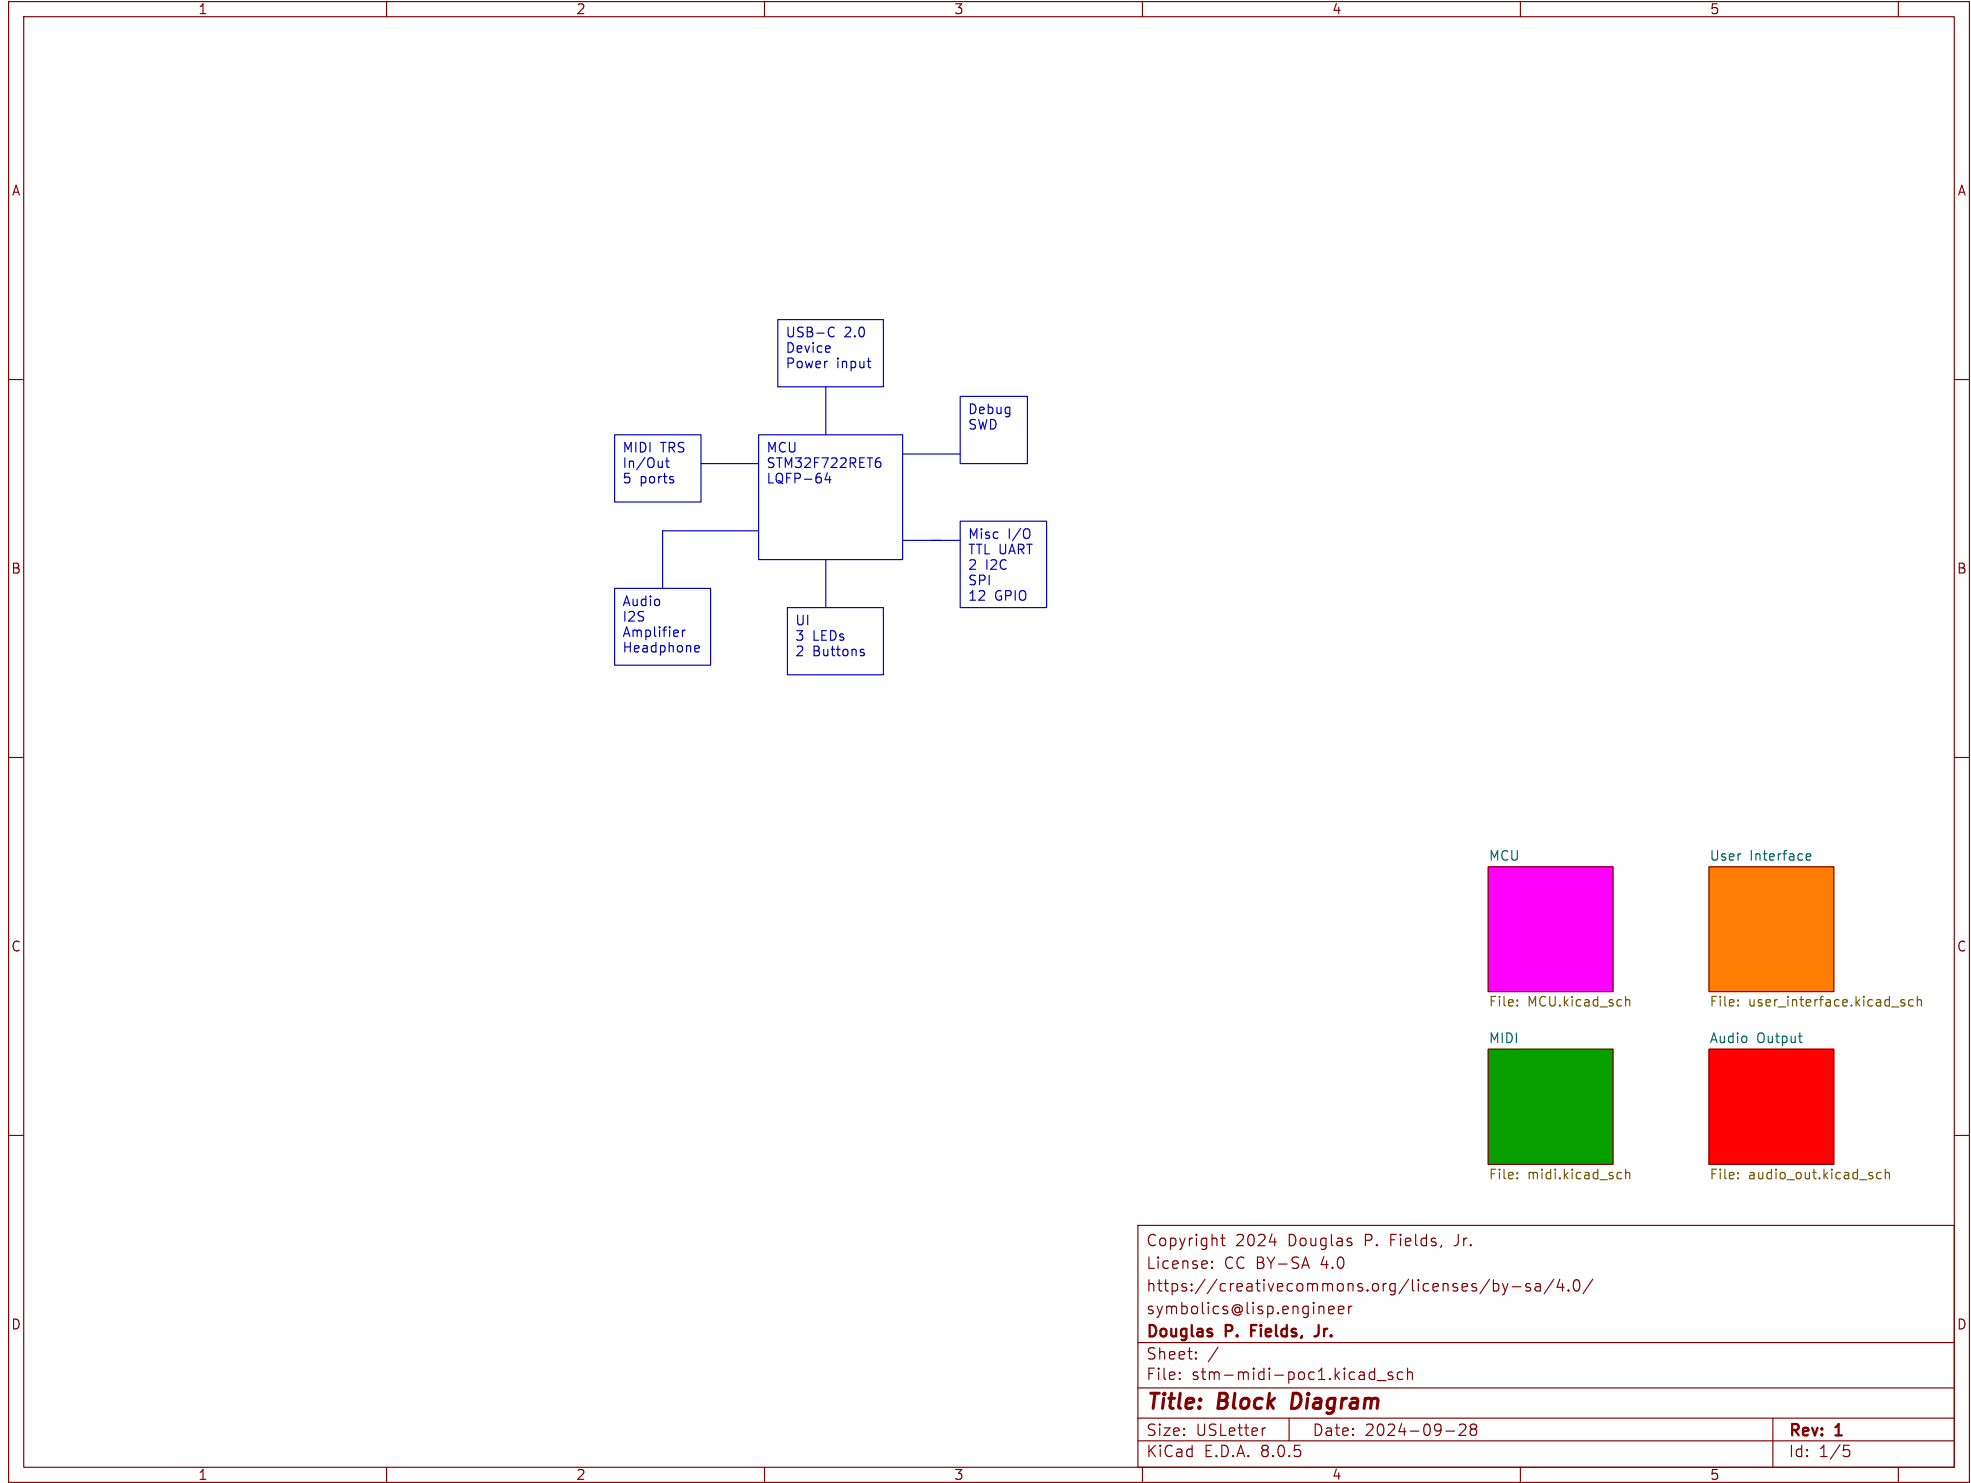 1 2 3 4 5
A A
USB-C 2.0
Device
Power input
Debug
SWD
MIDI TRS
In/Out
5 ports
MCU
STM32F722RET6
LQFP-64
Misc I/O
TTL UART
2 I2C
SPI
12 GPIO
B B
Audio
I2S
Amplifier
Headphone
UI
3 LEDs
2 Buttons
MCU
File: MCU.kicad_sch
User Interface
File: user_interface.kicad_sch
C C
MIDI
File: midi.kicad_sch
Audio Output
File: audio_out.kicad_sch
Copyright 2024 Douglas P. Fields, Jr.
License: CC BY-SA 4.0
https://creativecommons.org/licenses/by-sa/4.0/
symbolics@lisp.engineer
Douglas P. Fields, Jr.
D D
Sheet: /
File: stm-midi-poc1.kicad_sch
Title: Block Diagram
Size: USLetter Date: 2024-09-28 Rev: 1
KiCad E.D.A. 8.0.5 Id: 1/5
1 2 3 4 5